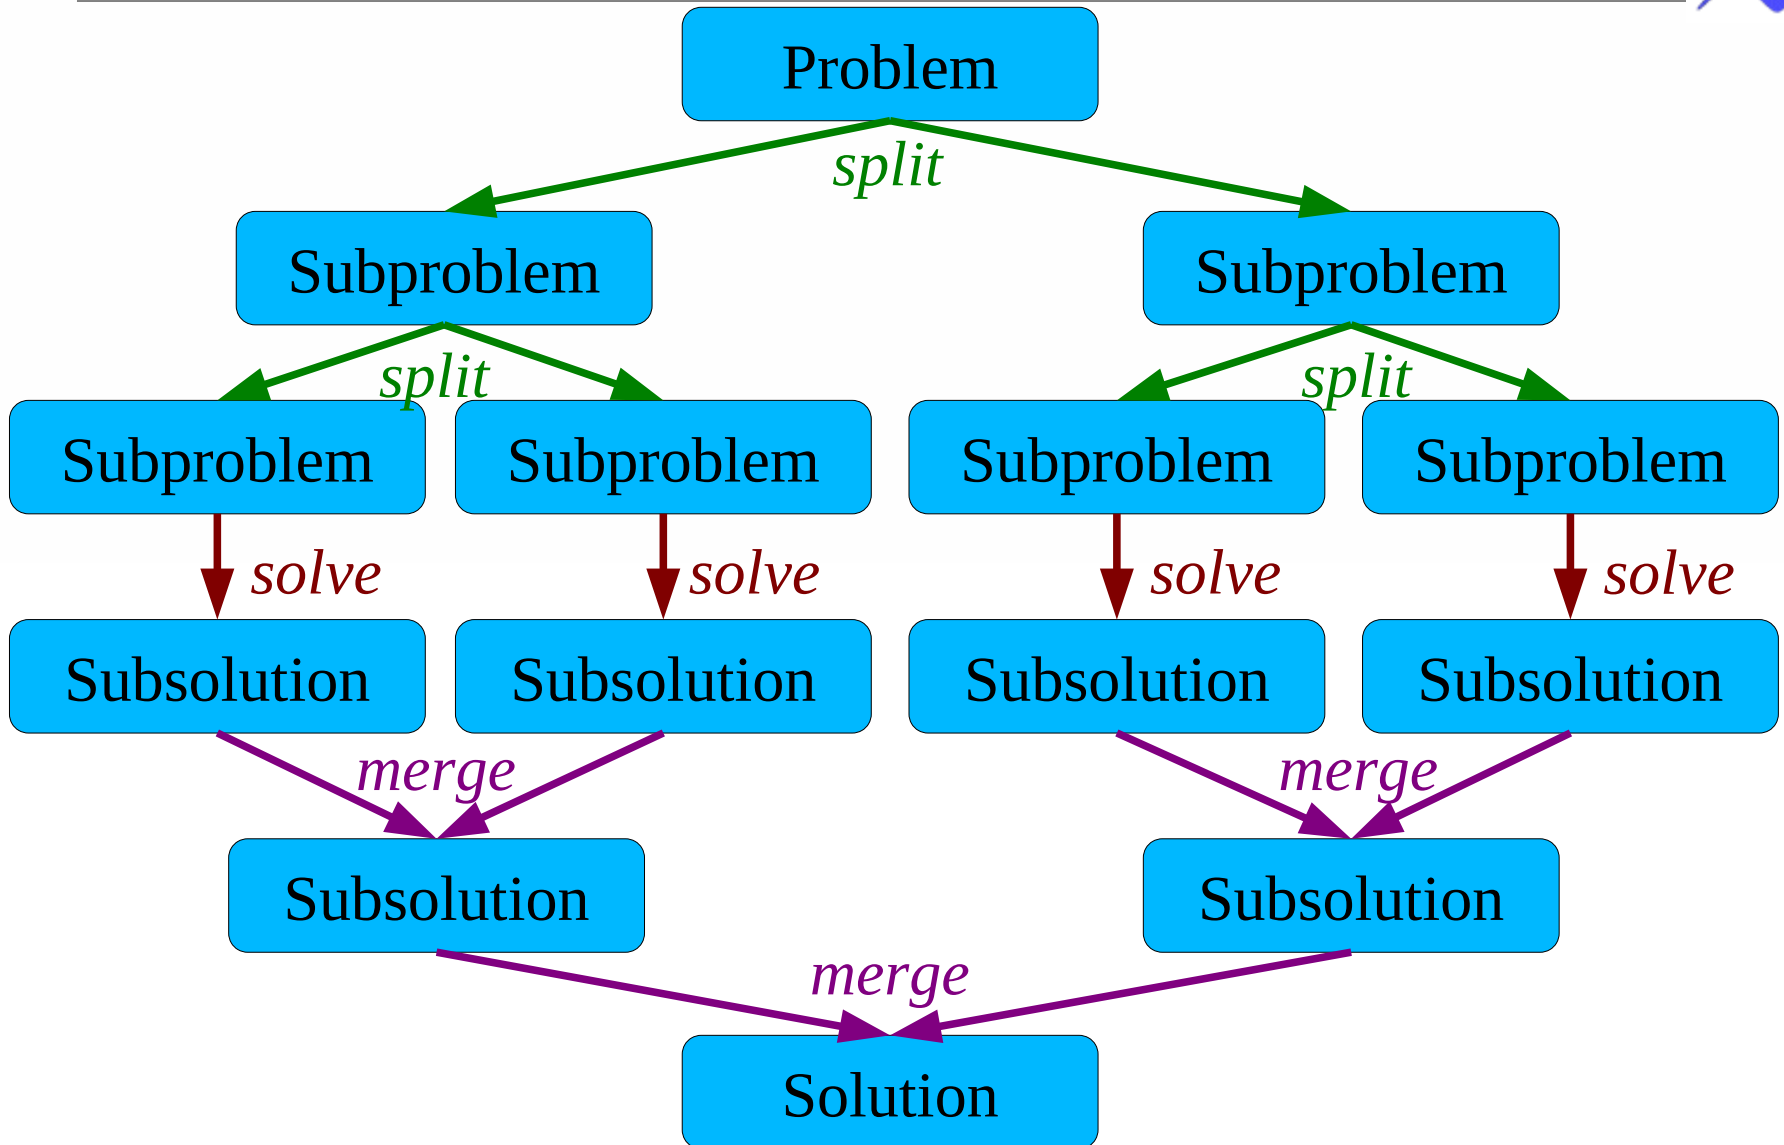 Problem
split
Subproblem Subproblem
split split
Subproblem Subproblem Subproblem Subproblem
solve solve solve solve
Subsolution Subsolution Subsolution Subsolution
merge merge
Subsolution Subsolution
merge
Solution